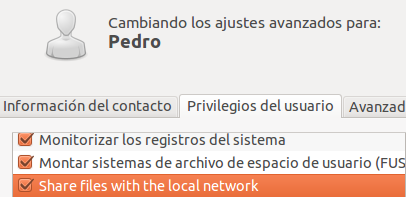 Cambiando los ajustes avanzados para:
Pedro
Información del contacto
Privilegios del usuario
Avanzad
Monitorizar los registros del sistema
Montar sistemas de archivo de espacio de usuario (FUS
Share files with the local network